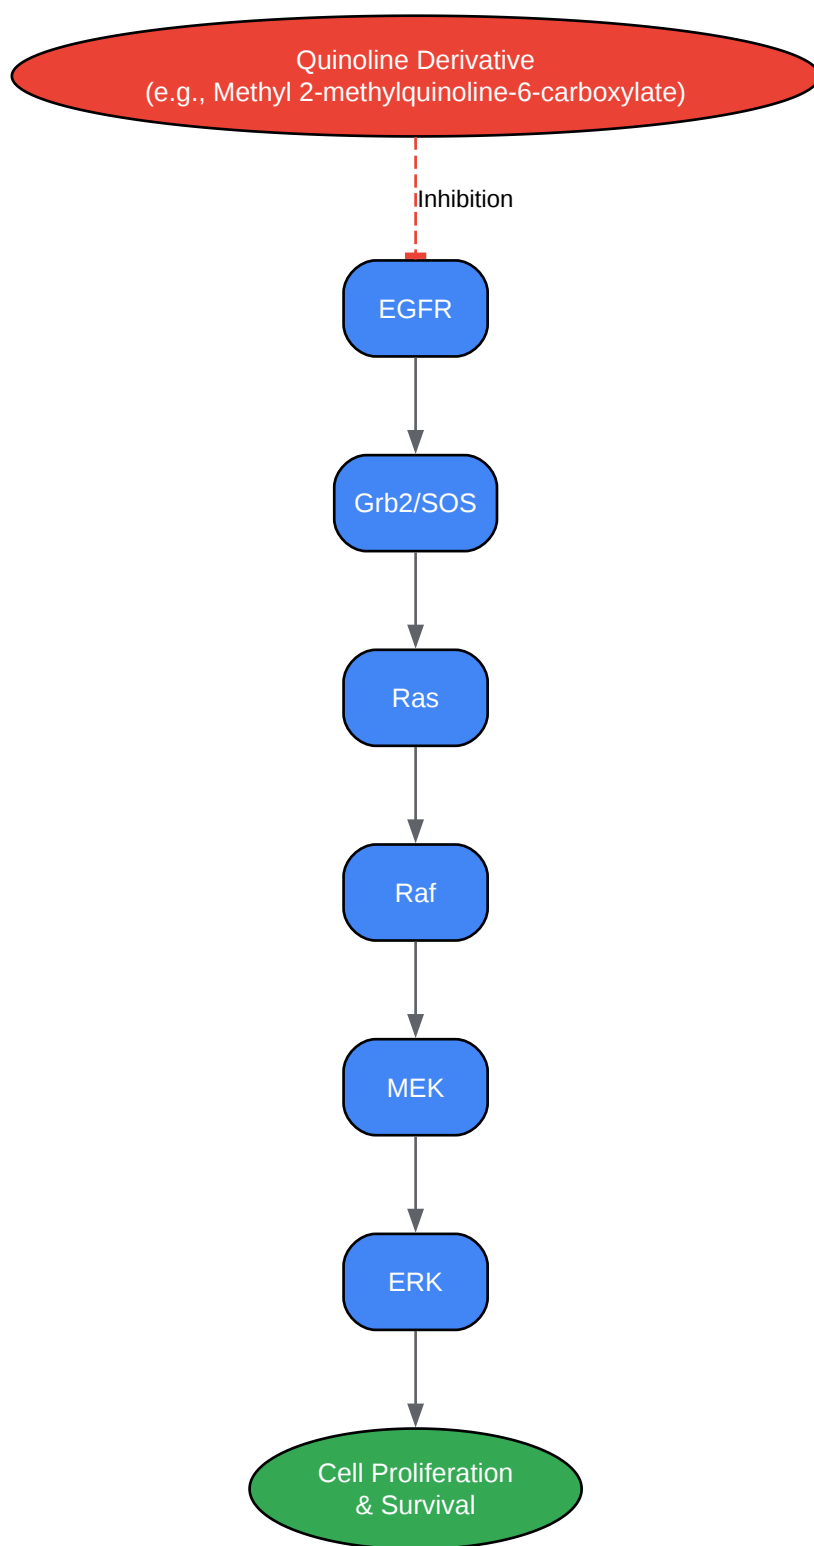 Quinoline Derivative
(e.g., Methyl 2-methylquinoline-6-carboxylate)
Inhibition
EGFR
Grb2/SOS
Ras
Raf
MEK
ERK
Cell Proliferation
& Survival